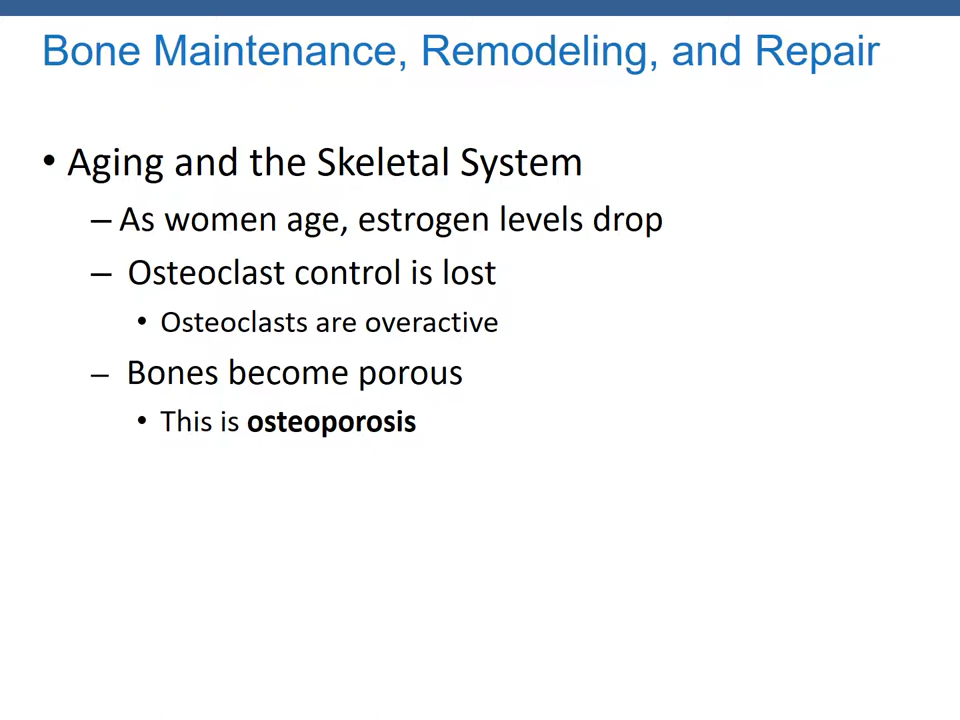 Bone Maintenance, Remodeling, and Repair
• Aging and the Skeletal System
– As women age, estrogen levels drop
– Osteoclast control is lost
• Osteoclasts are overactive
– Bones become porous
• This is osteoporosis